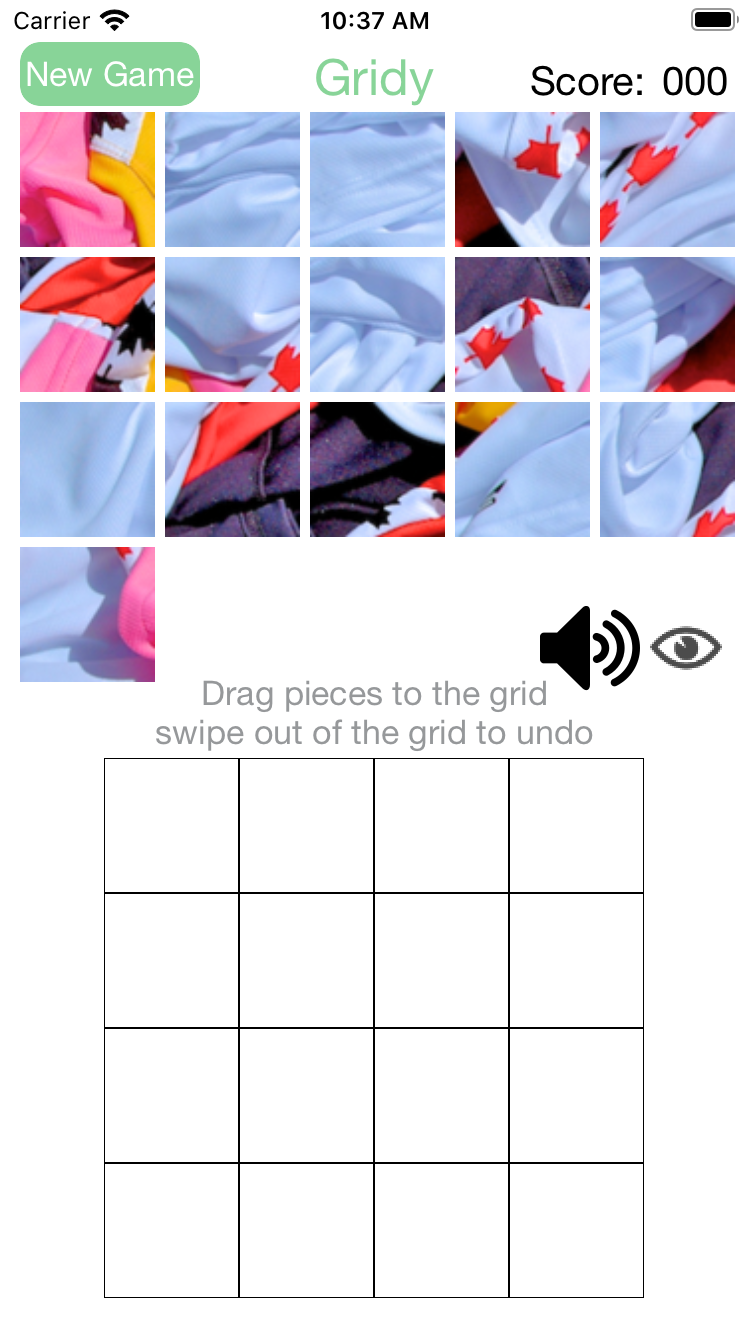 Carrier 10:37 AM
New Game Gridy Score: 000
Drag pieces to the grid
swipe out of the grid to undo